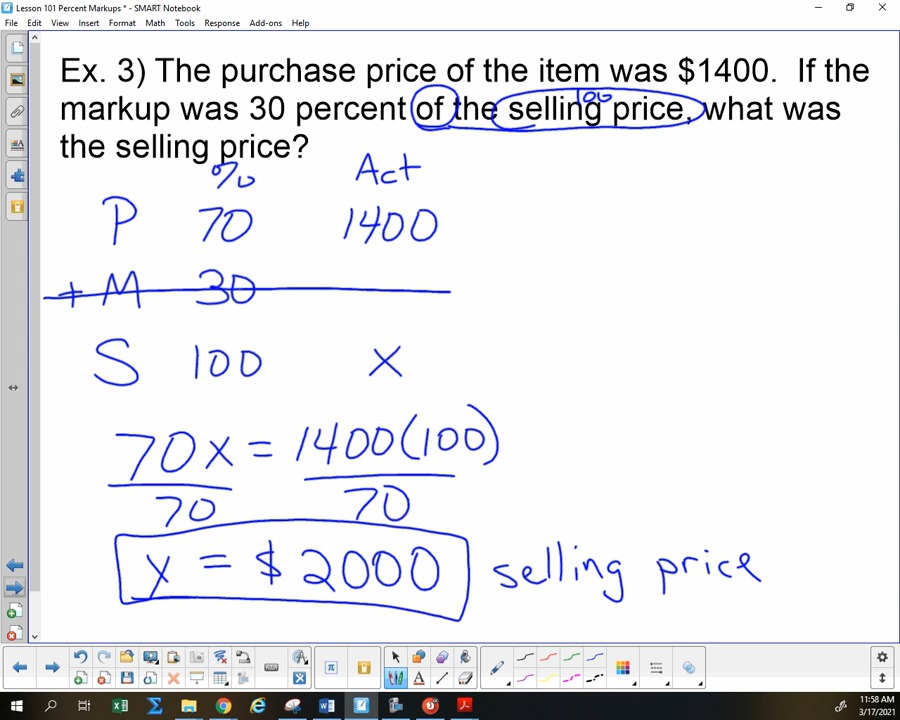 Lesson 101 Percent Markups * - SMART Notebook
File Edit View Insert Format Math Tools Response Add-ons Help
Ex. 3) The purchase price of the item was $1400. If the
100
markup was 30 percent of the selling price, what was
the selling price?
% Act
P 70 1400
+ M 30
S 100 x
70x = 1400(100)
70 70
x = $2000 selling price
11:58 AM
3/17/2021